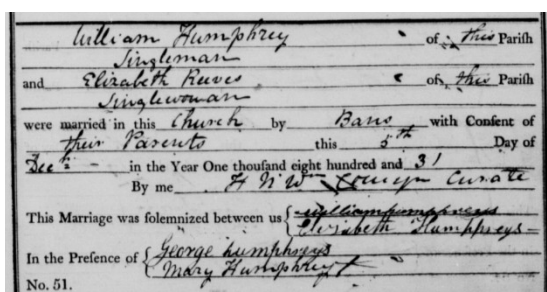 William Humphrey of this Parish
Singleman
and Elizabeth Reeves of this Parish
Singlewoman
were married in this Church by Bans with Consent of
their Parents this 5th Day of
Decr in the Year One thousand eight hundred and 31
By me Curate
This Marriage was solemnized between us
Elizabeth Humphreys
In the Presence of George humphreys
Mary Humphreys
No. 51.